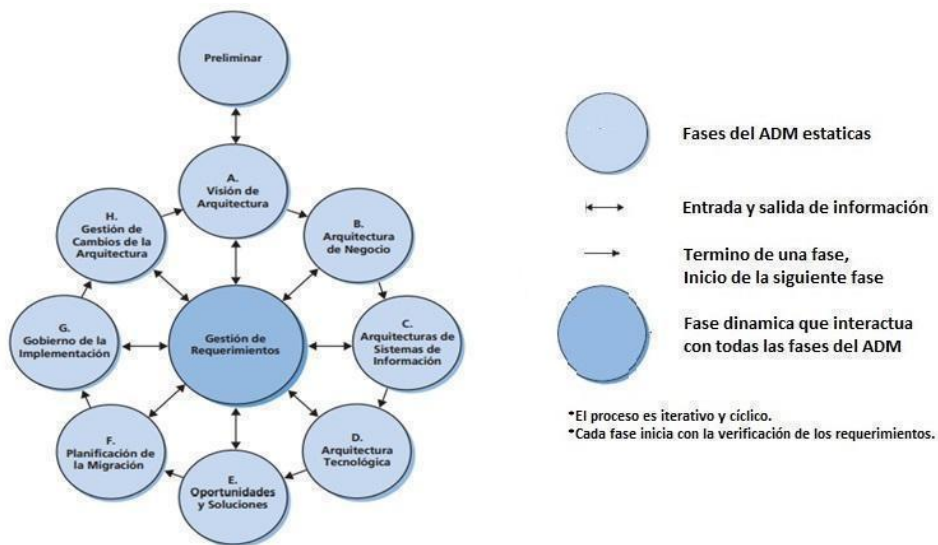 Preliminar
A.
Visión de
Arquitectura
B.
Arquitectura
de Negocio
C.
Arquitecturas de
Sistemas de
Información
D.
Arquitectura
Tecnológica
E.
Oportunidades
y Soluciones
F.
Planificación de
la Migración
G.
Gobierno de la
Implementación
H.
Gestión de
Cambios de la
Arquitectura
Gestión de
Requerimientos
Fases del ADM estaticas
Entrada y salida de información
Termino de una fase,
Inicio de la siguiente fase
Fase dinamica que interactua
con todas las fases del ADM
*El proceso es iterativo y cíclico.
*Cada fase inicia con la verificación de los requerimientos.